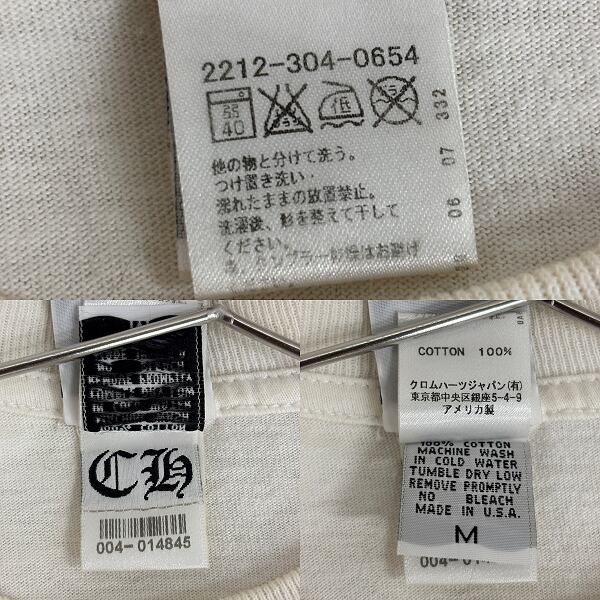 2212-304-0654
40
低
他の物と分けて洗う。
つけ置き洗い・
濡れたままの放置禁止。
洗濯後、形を整えて干して
ください。
06 07 332
REMOVE PROMPTLY
100% COTTON
CH
004-014845
COTTON 100%
クロムハーツジャパン(有)
東京都中央区銀座5-4-9
アメリカ製
100% COTTON
MACHINE WASH
IN COLD WATER
TUMBLE DRY LOW
REMOVE PROMPTLY
NO BLEACH
MADE IN U.S.A.
M